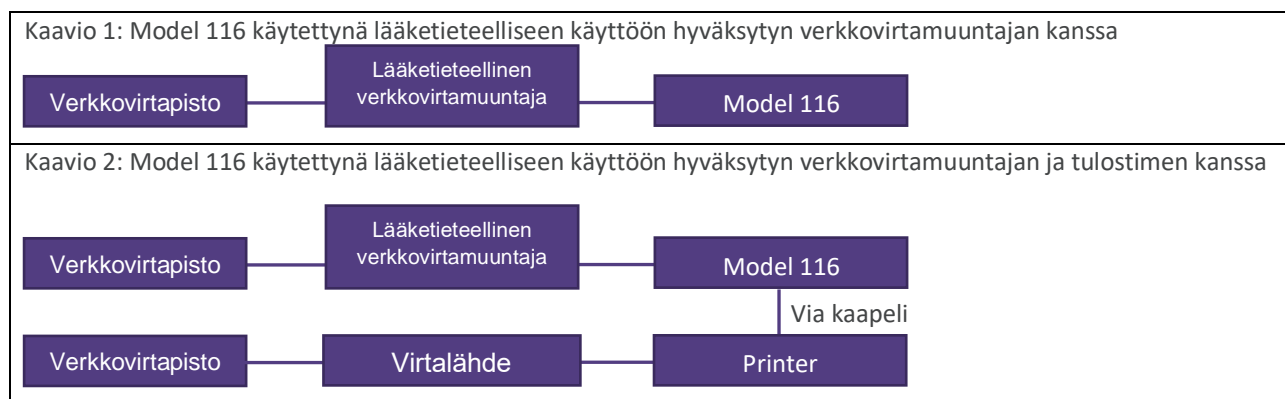 Kaavio 1: Model 116 käytettynä lääketieteelliseen käyttöön hyväksytyn verkkovirtamuuntajan kanssa
Verkkovirtapisto
Lääketieteellinen
verkkovirtamuuntaja
Model 116
Kaavio 2: Model 116 käytettynä lääketieteelliseen käyttöön hyväksytyn verkkovirtamuuntajan ja tulostimen kanssa
Verkkovirtapisto
Lääketieteellinen
verkkovirtamuuntaja
Model 116
Via kaapeli
Verkkovirtapisto
Virtalähde
Printer